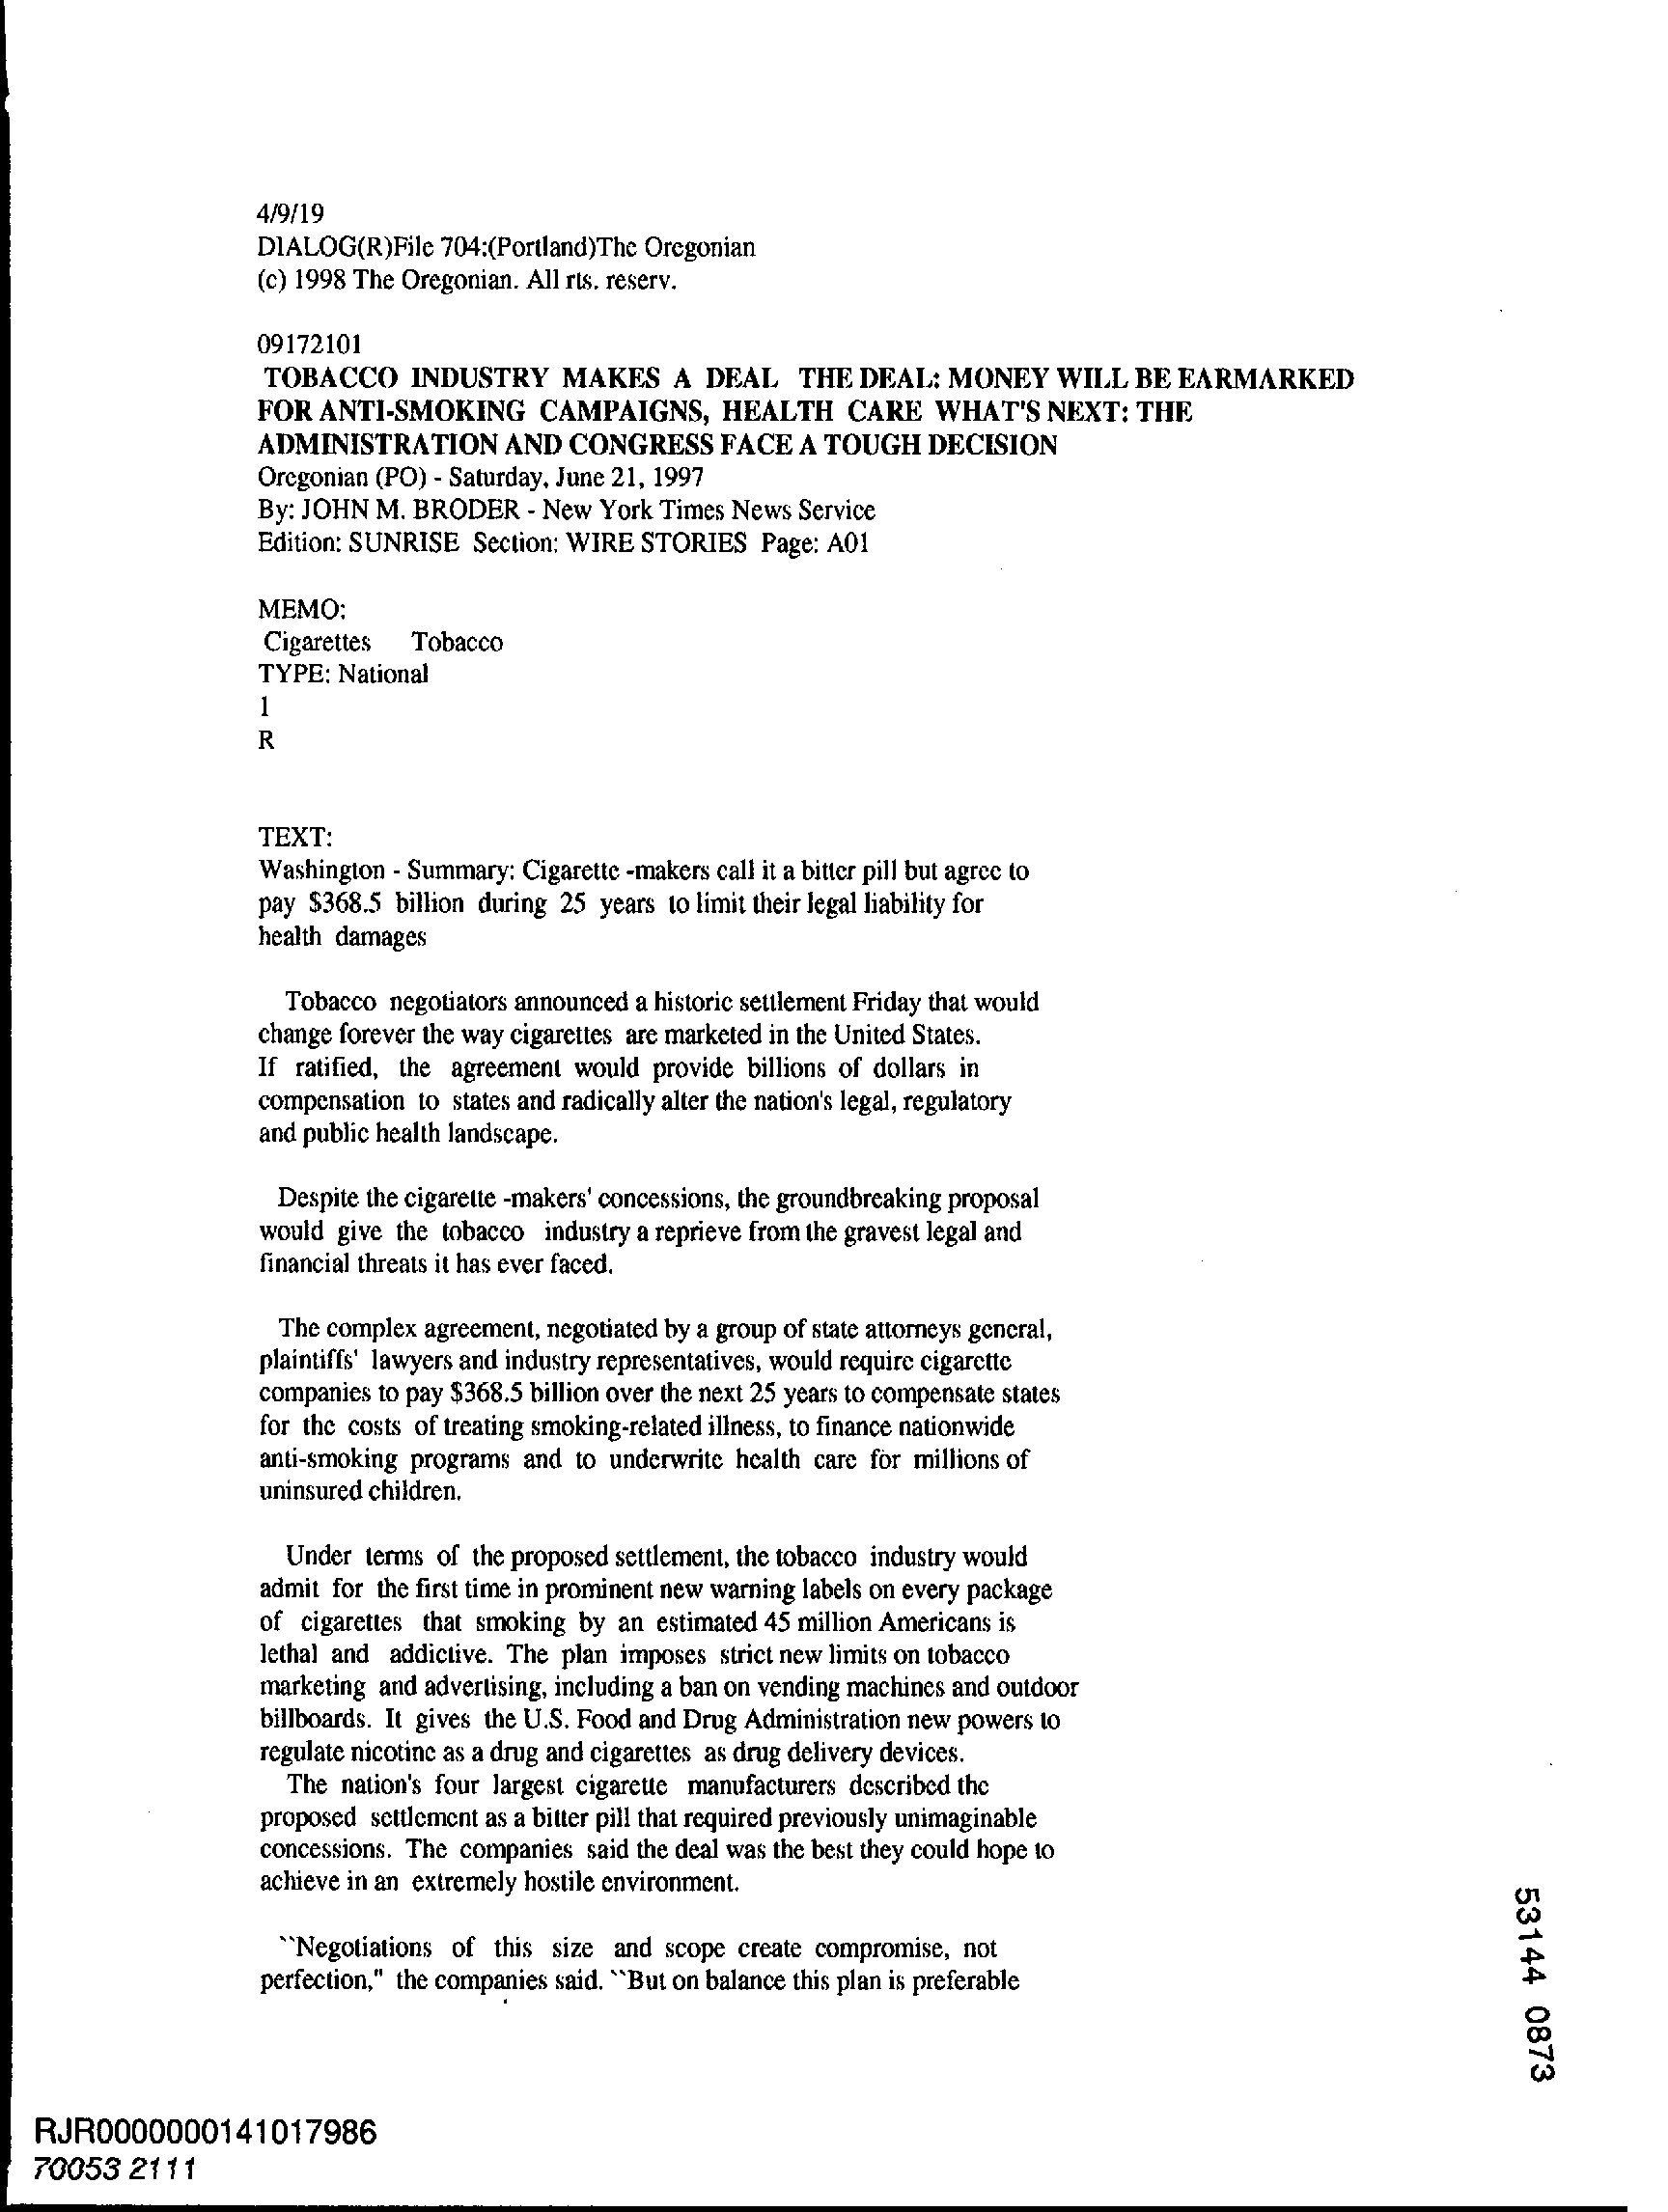 4/9/19
DIALOG(R)File 704:(Portland)The Oregonian
(c) 1998 The Oregonian. All rts. reserv.
09172101
TOBACCO INDUSTRY MAKES A DEAL THE DEAL: MONEY WILL BE EARMARKED
FOR ANTI-SMOKING CAMPAIGNS, HEALTH CARE WHAT'S NEXT: THE
ADMINISTRATION AND CONGRESS FACE A TOUGH DECISION
Oregonian (PO) - Saturday, June 21, 1997
By: JOHN M. BRODER - New York Times News Service
Edition: SUNRISE Section: WIRE STORIES Page: A01
MEMO:
Cigarettes Tobacco
TYPE: National
1
R
TEXT:
Washington - Summary: Cigarette -makers call it a bitter pill but agree to
pay $368.5 billion during 25 years to limit their legal liability for
health damages
Tobacco negotiators announced a historic settlement Friday that would
change forever the way cigarettes are marketed in the United States.
If ratified, the agreement would provide billions of dollars in
compensation to states and radically alter the nation's legal, regulatory
and public health landscape.
Despite the cigarette -makers' concessions, the groundbreaking proposal
would give the tobacco industry a reprieve from the gravest legal and
financial threats it has ever faced.
The complex agreement, negotiated by a group of state attorneys general,
plaintiffs' lawyers and industry representatives, would require cigarette
companies to pay $368.5 billion over the next 25 years to compensate states
for the costs of treating smoking-related illness, to finance nationwide
anti-smoking programs and to underwrite health care for millions of
uninsured children.
Under terms of the proposed settlement, the tobacco industry would
admit for the first time in prominent new warning labels on every package
of cigarettes that smoking by an estimated 45 million Americans is
lethal and addictive. The plan imposes strict new limits on tobacco
marketing and advertising, including a ban on vending machines and outdoor
billboards. It gives the U.S. Food and Drug Administration new powers to
regulate nicotine as a drug and cigarettes as drug delivery devices.
The nation's four largest cigarette manufacturers described the
proposed settlement as a bitter pill that required previously unimaginable
concessions. The companies said the deal was the best they could hope to
achieve in an extremely hostile environment.
``Negotiations of this size and scope create compromise, not
perfection," the companies said. ``But on balance this plan is preferable
53144 0873
RJR0000000141017986
70053 2111